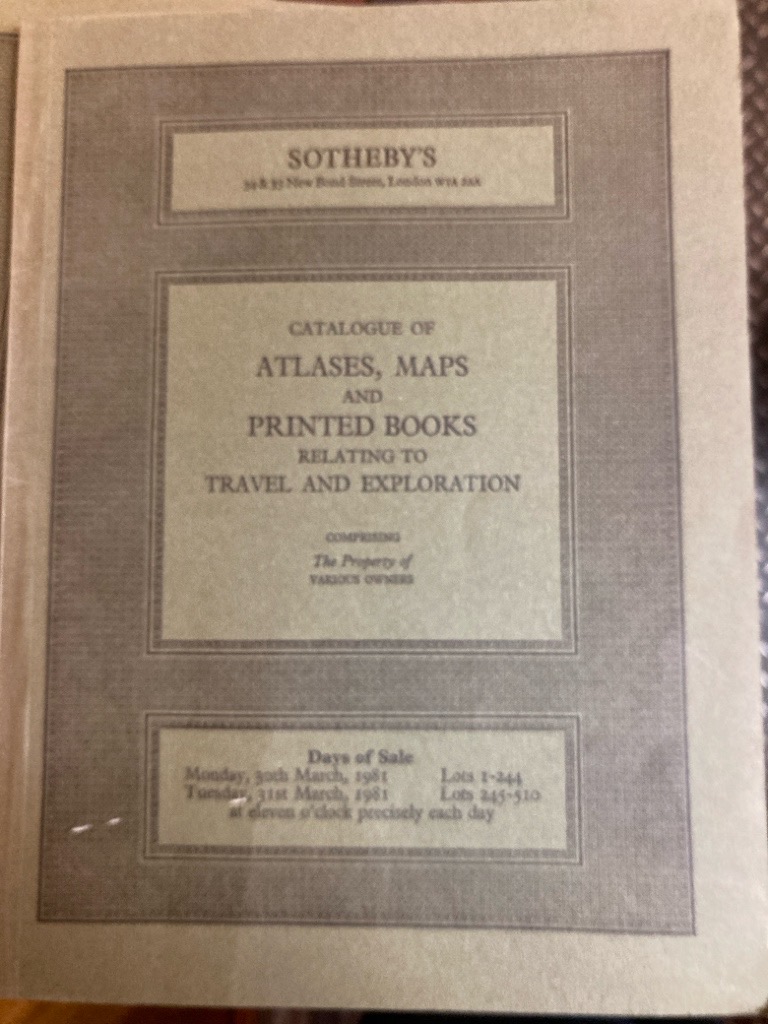 SOTHEBY'S
34 & 35 New Bond Street, London W1A 2AA
CATALOGUE OF
ATLASES, MAPS
AND
PRINTED BOOKS
RELATING TO
TRAVEL AND EXPLORATION
COMPRISING
The Property of
VARIOUS OWNERS
Days of Sale
Monday, 30th March, 1981 Lots 1-244
Tuesday, 31st March, 1981 Lots 245-510
at eleven o'clock precisely each day